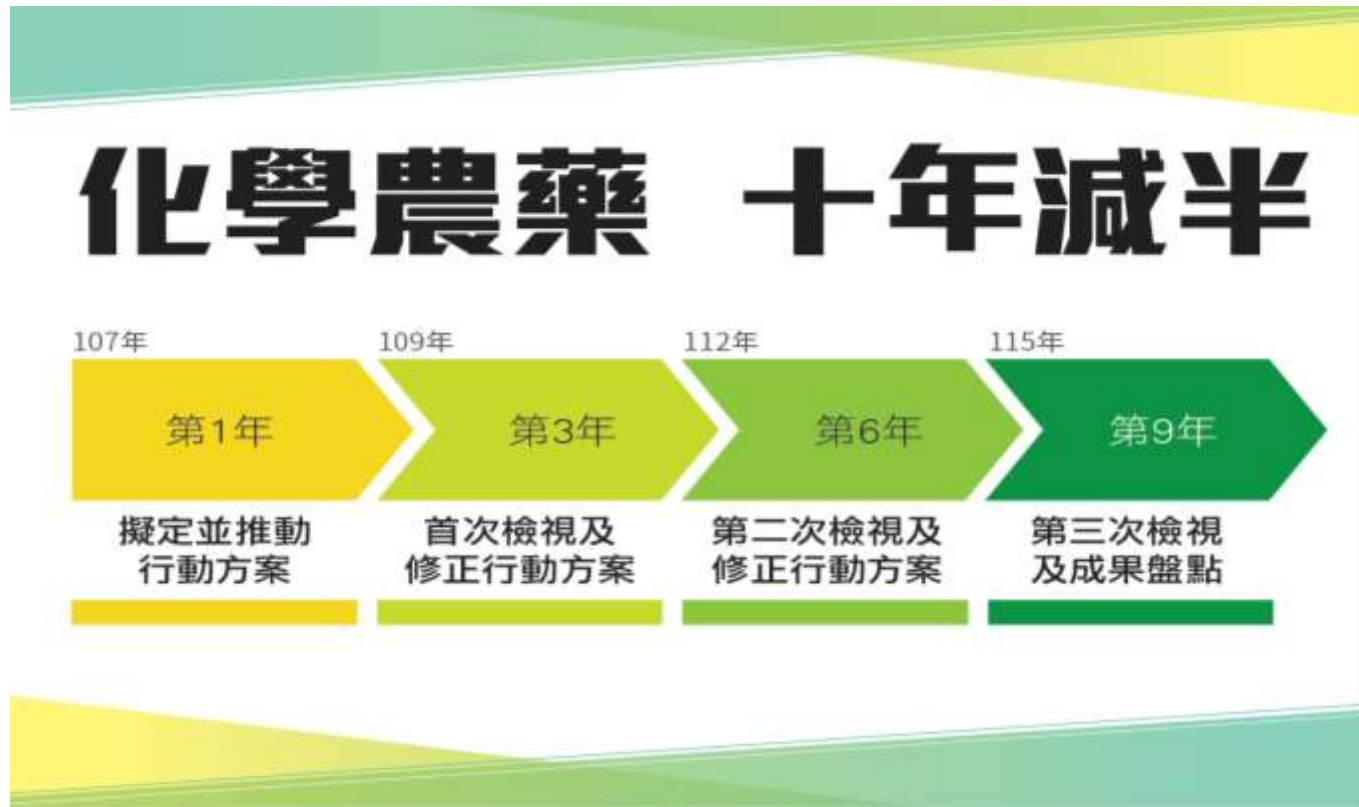 化學農藥 十年減半
107年
109年
112年
115年
第1年
第3年
第6年
第9年
擬定並推動
行動方案
首次檢視及
修正行動方案
第二次檢視及
修正行動方案
第三次檢視
及成果盤點